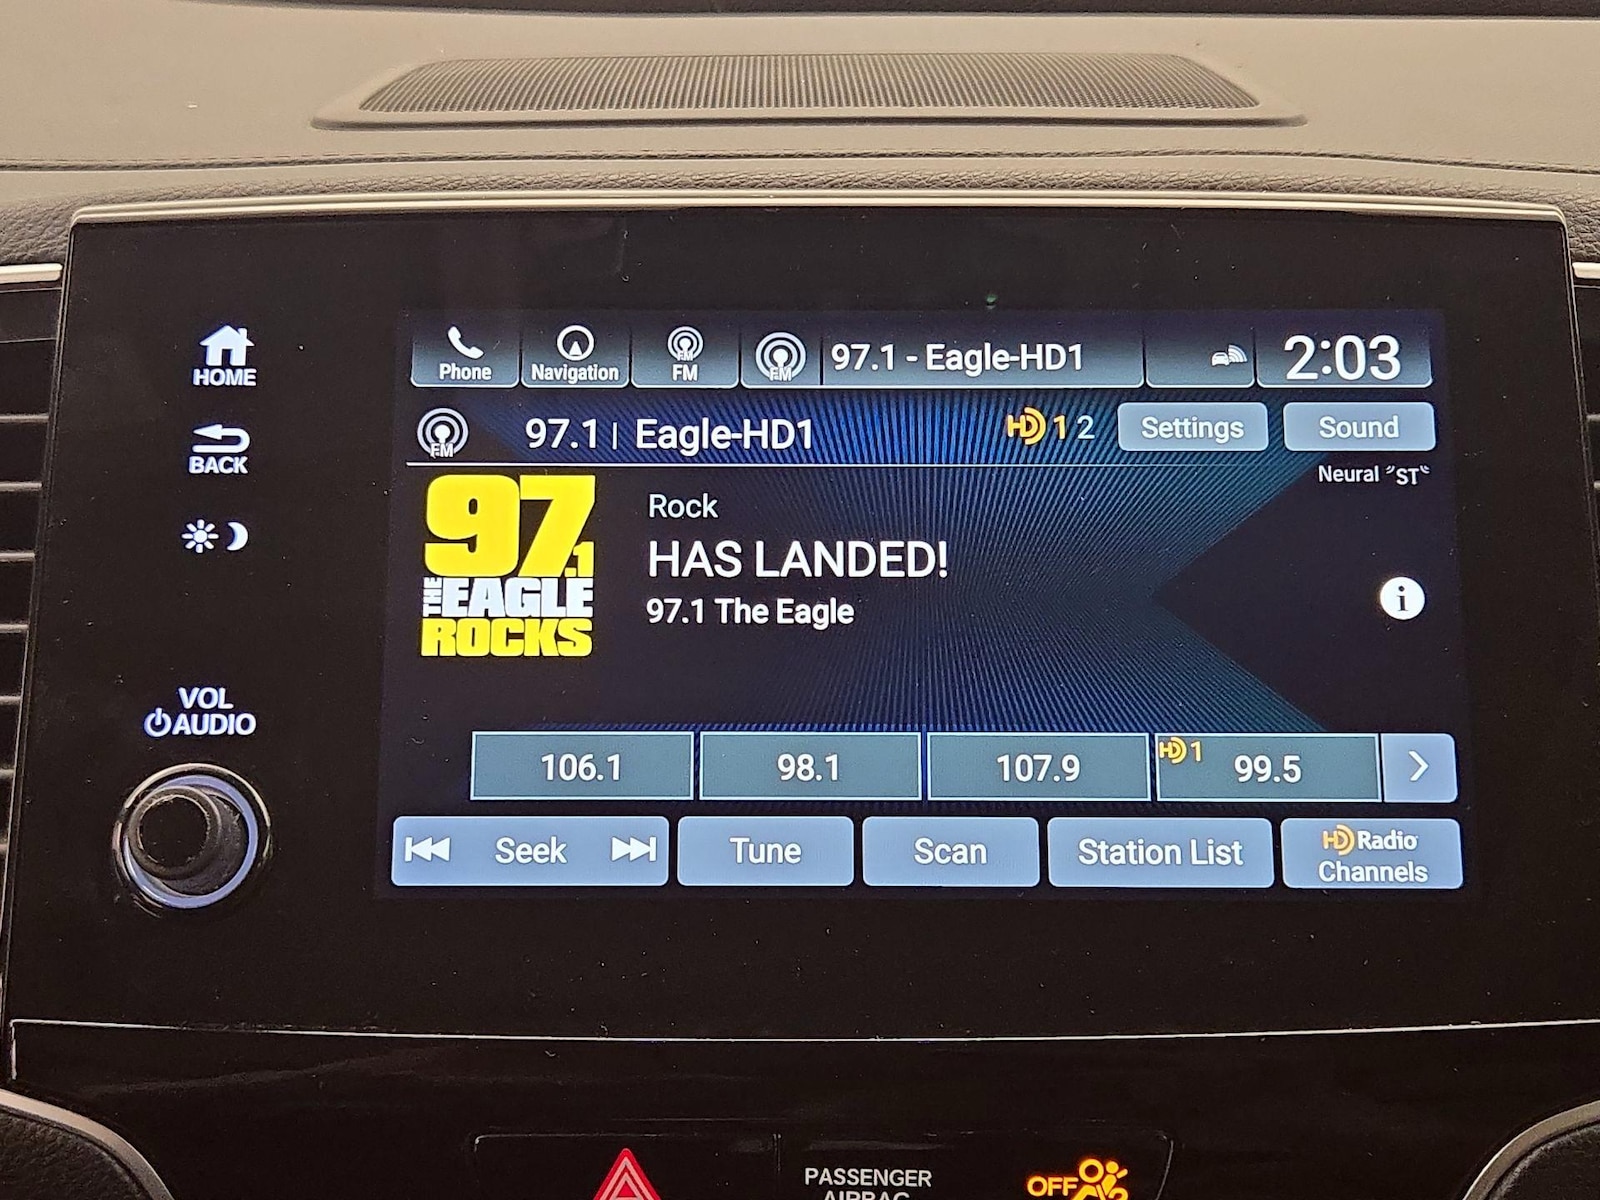 HOME
BACK
VOL
AUDIO
Phone
Navigation
FM
FM
97.1 - Eagle-HD1
2:03
FM
97.1 | Eagle-HD1
HD 1 2
Settings
Sound
Neural "ST"
97.1
THE EAGLE
ROCKS
Rock
HAS LANDED!
97.1 The Eagle
i
106.1
98.1
107.9
HD 1
99.5
Seek
Tune
Scan
Station List
HD Radio
Channels
PASSENGER
AIRBAG
OFF